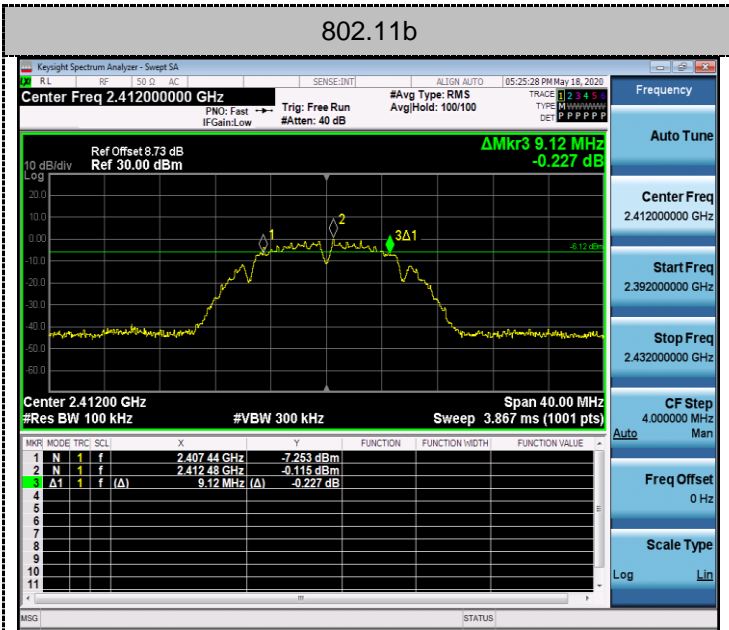 802.11b
Keysight Spectrum Analyzer - Swept SA
RL RF 50 Ω AC SENSE:INT ALIGN AUTO 05:25:28 PM May 18, 2020
Center Freq 2.412000000 GHz
PNO: Fast
IFGain:Low
Trig: Free Run
#Atten: 40 dB
#Avg Type: RMS
Avg|Hold: 100/100
TRACE 1 2 3 4 5 6
TYPE M WWWWW
DET P P P P P P
ΔMkr3 9.12 MHz
-0.227 dB
Ref Offset 8.73 dB
10 dB/div Ref 30.00 dBm
Log
20.0
10.0
0.00
-10.0
-20.0
-30.0
-40.0
-50.0
-60.0
1
2
3Δ1
-6.12 dBm
Center 2.41200 GHz Span 40.00 MHz
#Res BW 100 kHz #VBW 300 kHz Sweep 3.867 ms (1001 pts)
MKR MODE TRC SCL X Y FUNCTION FUNCTION WIDTH FUNCTION VALUE
1 N 1 f 2.407 44 GHz -7.253 dBm
2 N 1 f 2.412 48 GHz -0.115 dBm
3 Δ1 1 f (Δ) 9.12 MHz (Δ) -0.227 dB
4
5
6
7
8
9
10
11
MSG STATUS
Frequency
Auto Tune
Center Freq
2.412000000 GHz
Start Freq
2.392000000 GHz
Stop Freq
2.432000000 GHz
CF Step
4.000000 MHz
Auto Man
Freq Offset
0 Hz
Scale Type
Log Lin